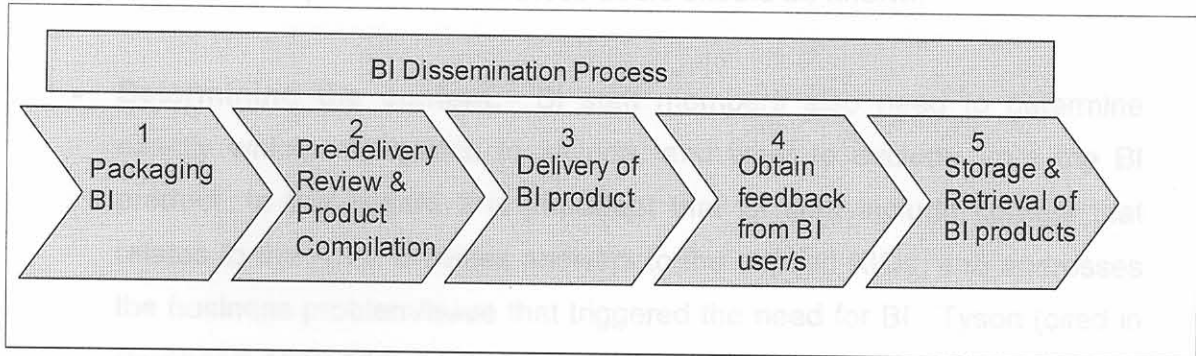 BI Dissemination Process
1
Packaging
BI
2
Pre-delivery
Review &
Product
Compilation
3
Delivery of
BI product
4
Obtain
feedback
from BI
user/s
5
Storage &
Retrieval of
BI products
the business problem/issue that triggered the need for BI. Tyson (cited in